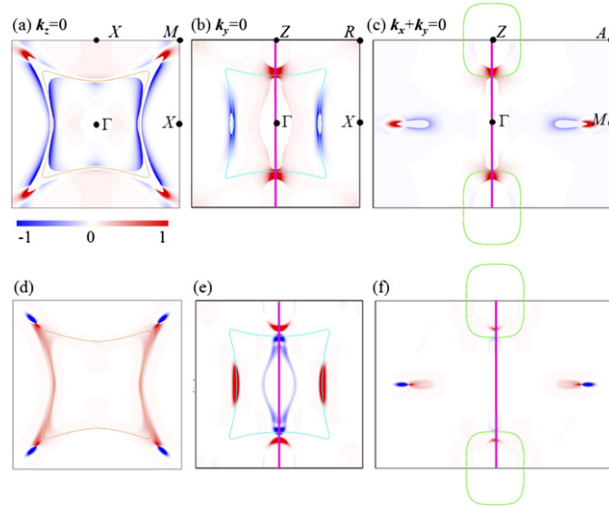 (a) kz=0 X M
(b) ky=0 Z R
(c) kx+ky=0 Z A
Γ X
Γ X
Γ M
-1 0 1
(d) (e) (f)